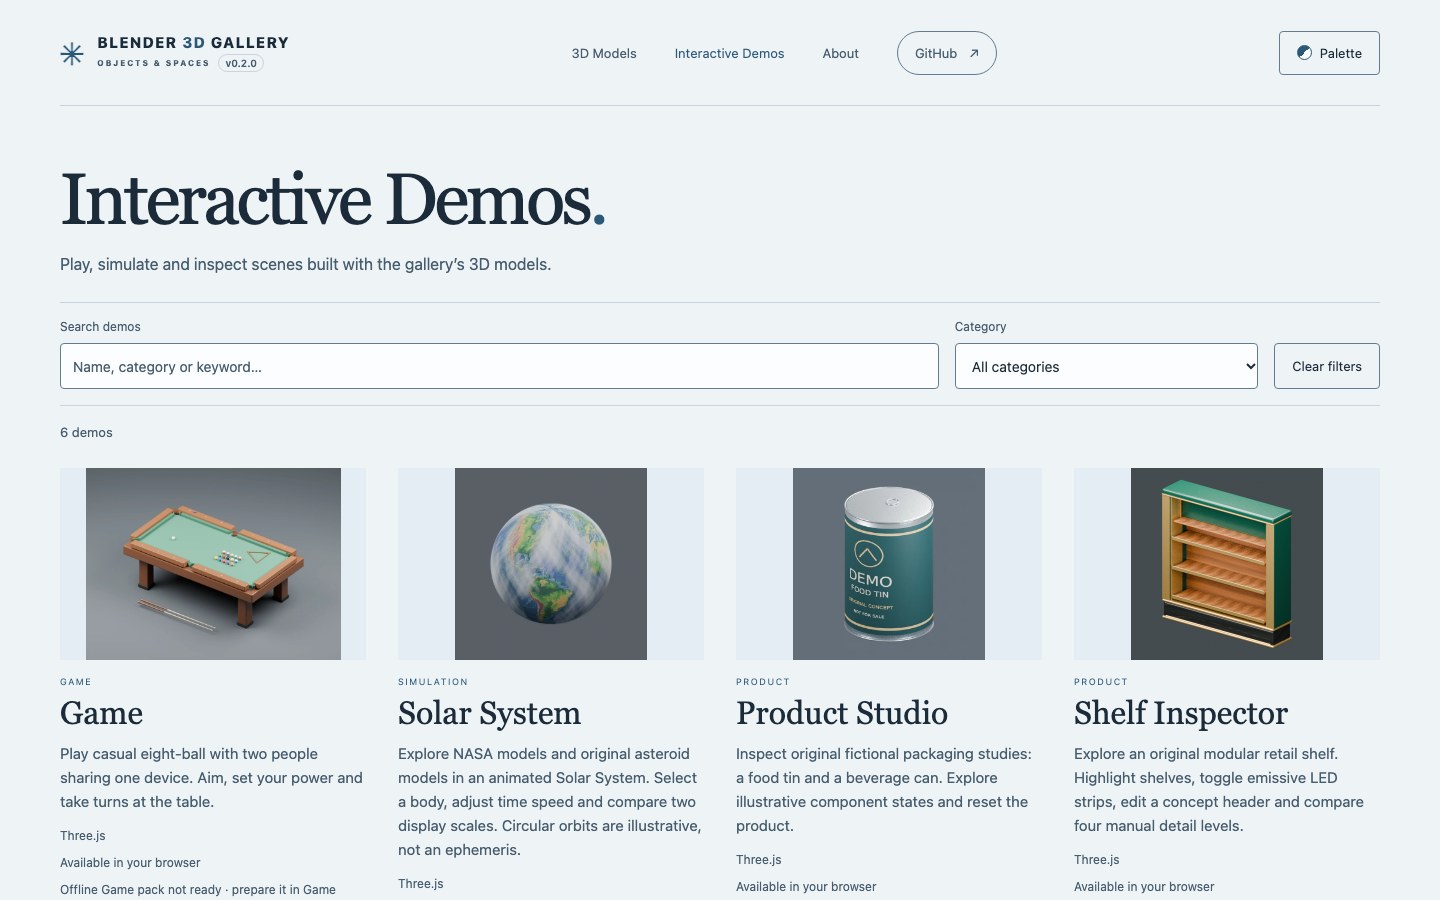 BLENDER 3D GALLERY
OBJECTS & SPACES v0.2.0
3D Models
Interactive Demos
About
GitHub ↗
Palette
Interactive Demos.
Play, simulate and inspect scenes built with the gallery’s 3D models.
Search demos
Category
Name, category or keyword…
All categories
Clear filters
6 demos
DEMO
FOOD TIN
NOT FOR SALE
GAME
Game
Play casual eight-ball with two people
sharing one device. Aim, set your power and
take turns at the table.
Three.js
Available in your browser
Offline Game pack not ready · prepare it in Game
SIMULATION
Solar System
Explore NASA models and original asteroid
models in an animated Solar System. Select
a body, adjust time speed and compare two
display scales. Circular orbits are illustrative,
not an ephemeris.
Three.js
PRODUCT
Product Studio
Inspect original fictional packaging studies:
a food tin and a beverage can. Explore
illustrative component states and reset the
product.
Three.js
Available in your browser
PRODUCT
Shelf Inspector
Explore an original modular retail shelf.
Highlight shelves, toggle emissive LED
strips, edit a concept header and compare
four manual detail levels.
Three.js
Available in your browser